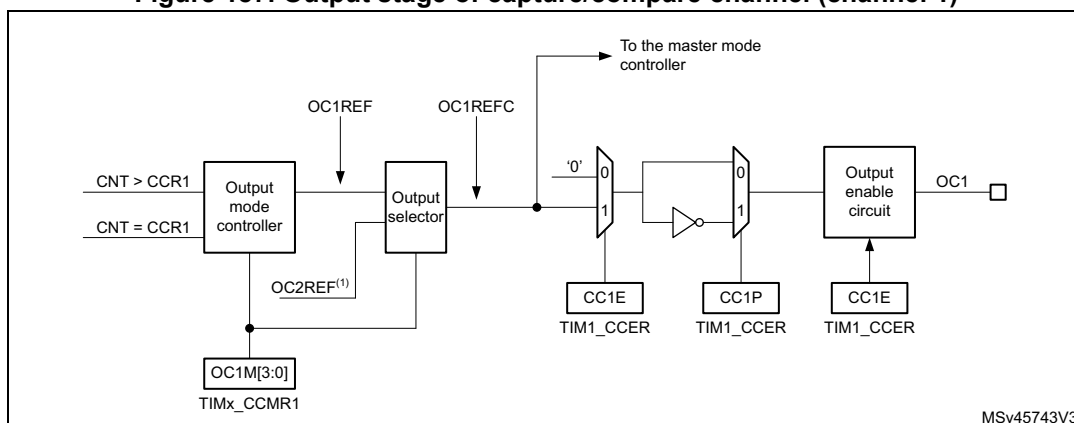 Output stage of capture/compare channel (channel 1)
To the master mode
controller
OC1REF
OC1REFC
CNT > CCR1
CNT = CCR1
Output
mode
controller
Output
selector
OC2REF(1)
'0'
0
1
0
1
Output
enable
circuit
OC1
CC1E
TIM1_CCER
CC1P
TIM1_CCER
CC1E
TIM1_CCER
OC1M[3:0]
TIMx_CCMR1
MSv45743V3